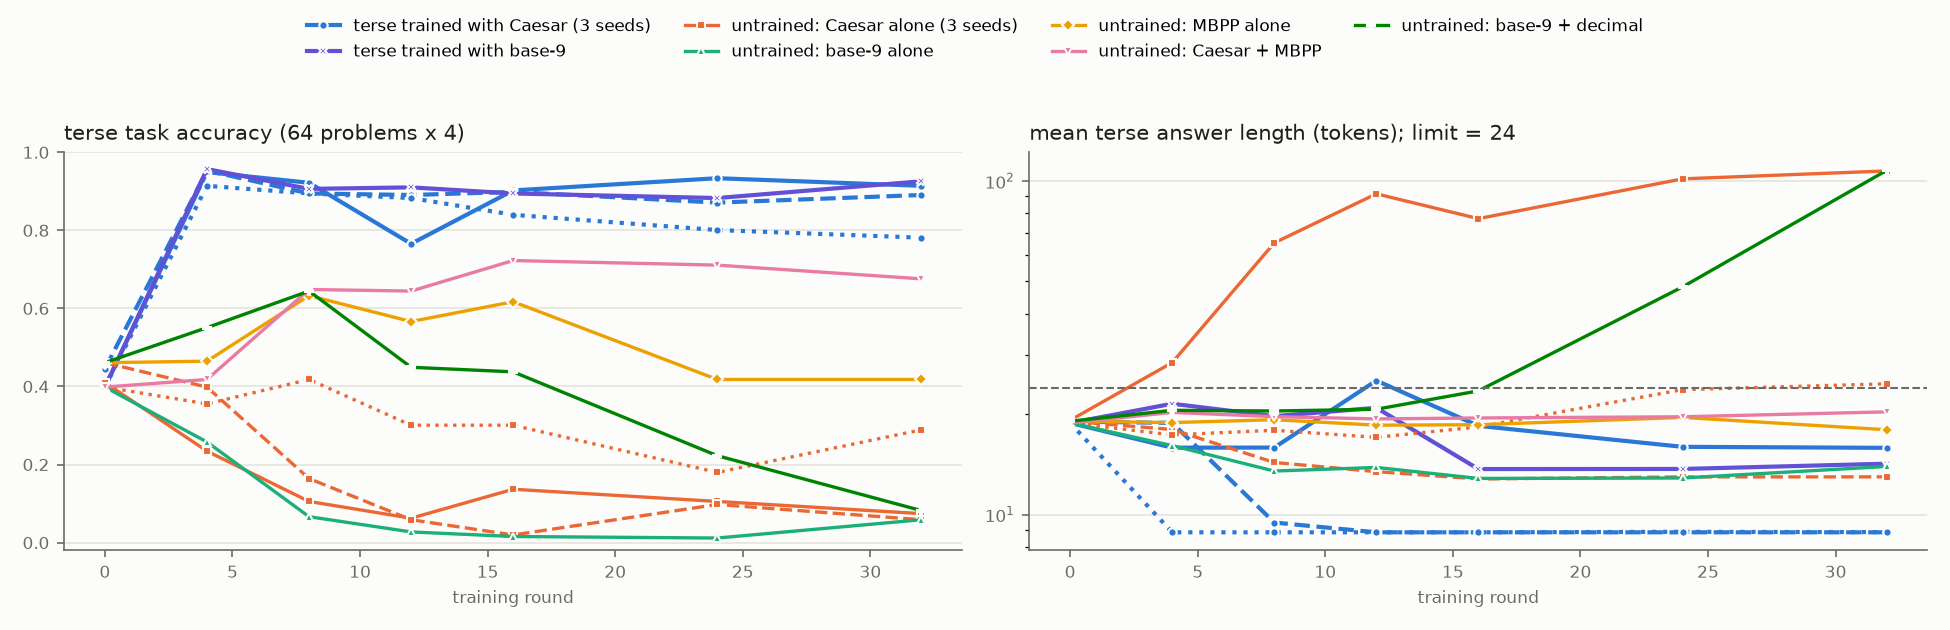 terse trained with Caesar (3 seeds)
untrained: Caesar alone (3 seeds)
untrained: MBPP alone
untrained: base-9 + decimal
terse trained with base-9
untrained: base-9 alone
untrained: Caesar + MBPP
terse task accuracy (64 problems x 4)
1.0
0.8
0.6
0.4
0.2
0.0
0 5 10 15 20 25 30
training round
mean terse answer length (tokens); limit = 24
10²
10¹
0 5 10 15 20 25 30
training round